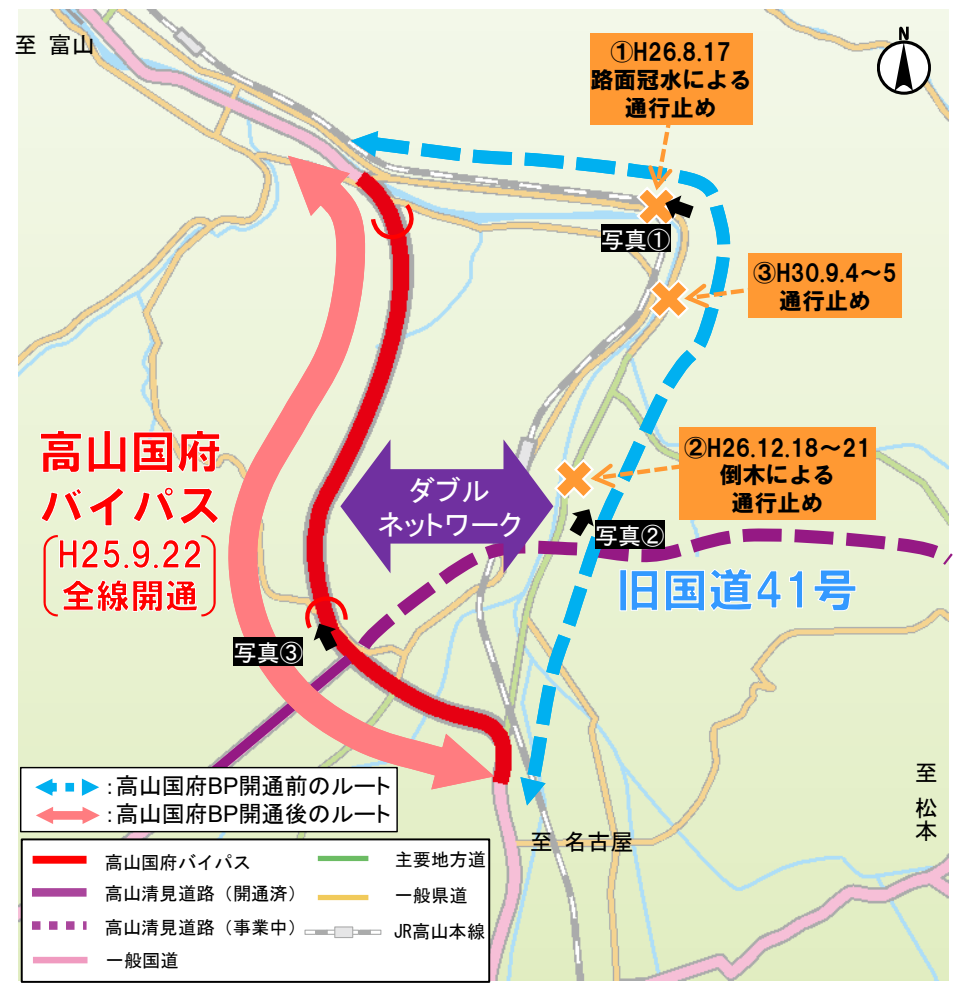 至 富山
N
①H26.8.17
路面冠水による
通行止め
写真①
③H30.9.4～5
通行止め
高山国府
バイパス
H25.9.22
全線開通
ダブル
ネットワーク
②H26.12.18～21
倒木による
通行止め
写真②
旧国道41号
写真③
至 松本
至 名古屋
:高山国府BP開通前のルート
:高山国府BP開通後のルート
高山国府バイパス
高山清見道路（開通済）
高山清見道路（事業中）
一般国道
主要地方道
一般県道
JR高山本線